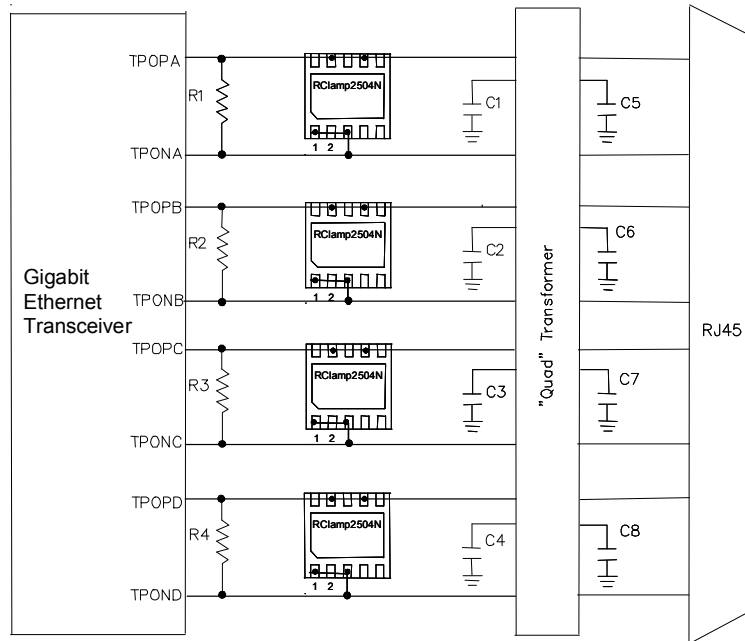 TPOPA
R1
RClamp2504N
1 2
TPONA
C1
C5
TPOPB
R2
RClamp2504N
1 2
TPONB
C2
C6
Gigabit
Ethernet
Transceiver
"Quad" Transformer
RJ45
TPOPC
R3
RClamp2504N
1 2
TPONC
C3
C7
TPOPD
R4
RClamp2504N
1 2
TPOND
C4
C8